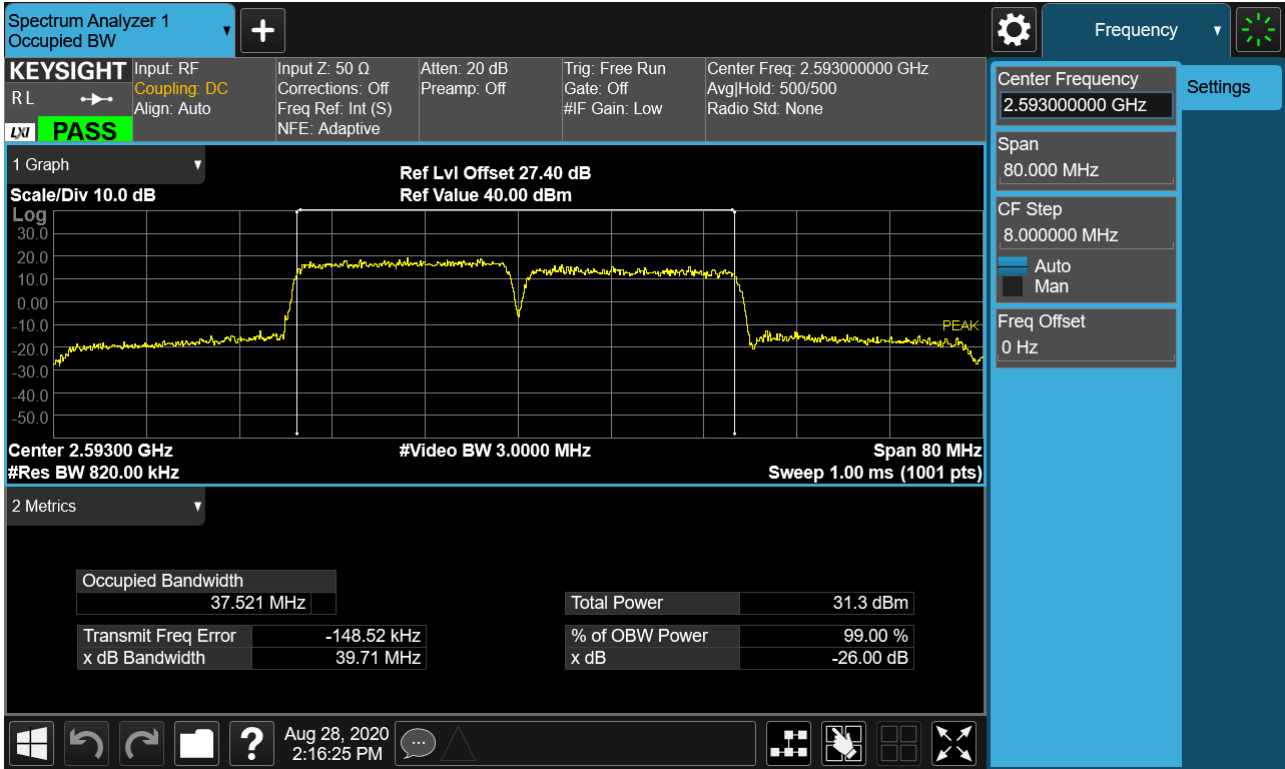 Spectrum Analyzer 1
Occupied BW
Frequency
KEYSIGHT
R L
LXI
PASS
Input: RF
Coupling: DC
Align: Auto
Input Z: 50 Ω
Corrections: Off
Freq Ref: Int (S)
NFE: Adaptive
Atten: 20 dB
Preamp: Off
Trig: Free Run
Gate: Off
#IF Gain: Low
Center Freq: 2.593000000 GHz
Avg|Hold: 500/500
Radio Std: None
Center Frequency
2.593000000 GHz
Settings
Span
80.000 MHz
CF Step
8.000000 MHz
Auto
Man
Freq Offset
0 Hz
1 Graph
Scale/Div 10.0 dB
Ref Lvl Offset 27.40 dB
Ref Value 40.00 dBm
Log
30.0
20.0
10.0
0.00
-10.0
-20.0
-30.0
-40.0
-50.0
PEAK
Center 2.59300 GHz
#Video BW 3.0000 MHz
Span 80 MHz
#Res BW 820.00 kHz
Sweep 1.00 ms (1001 pts)
2 Metrics
Occupied Bandwidth
37.521 MHz
Total Power 31.3 dBm
Transmit Freq Error -148.52 kHz
% of OBW Power 99.00 %
x dB Bandwidth 39.71 MHz
x dB -26.00 dB
?
Aug 28, 2020
2:16:25 PM